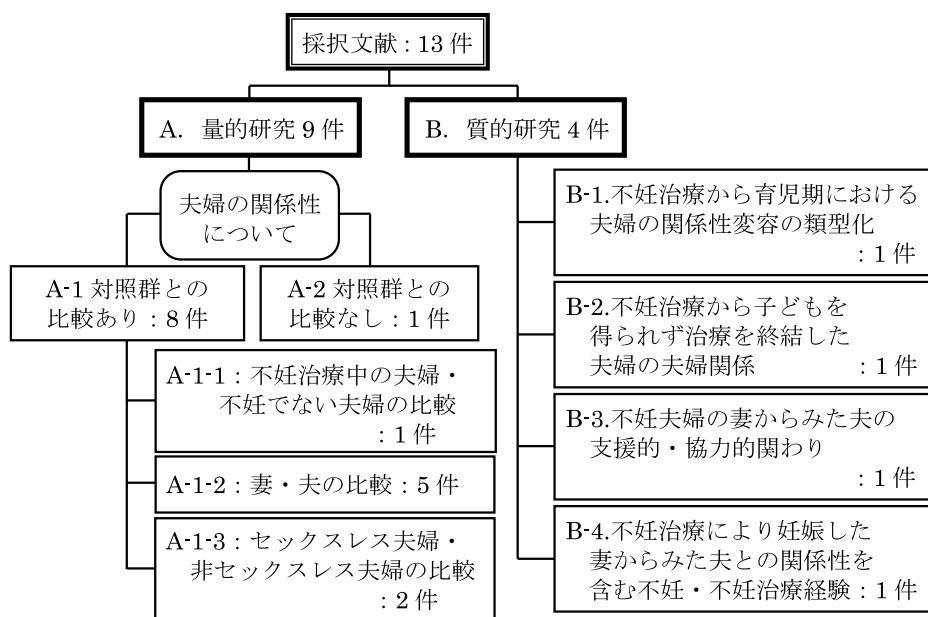 採択文献：13 件
A. 量的研究 9 件
B. 質的研究 4 件
夫婦の関係性
について
A-1 対照群との
比較あり：8 件
A-2 対照群との
比較なし：1 件
A-1-1：不妊治療中の夫婦・
不妊でない夫婦の比較
：1 件
A-1-2：妻・夫の比較：5 件
A-1-3：セックスレス夫婦・
非セックスレス夫婦の比較
：2 件
B-1.不妊治療から育児期における
夫婦の関係性変容の類型化
：1 件
B-2.不妊治療から子どもを
得られず治療を終結した
夫婦の夫婦関係 ：1 件
B-3.不妊夫婦の妻からみた夫の
支援的・協力的関わり
：1 件
B-4.不妊治療により妊娠した
妻からみた夫との関係性を
含む不妊・不妊治療経験：1 件